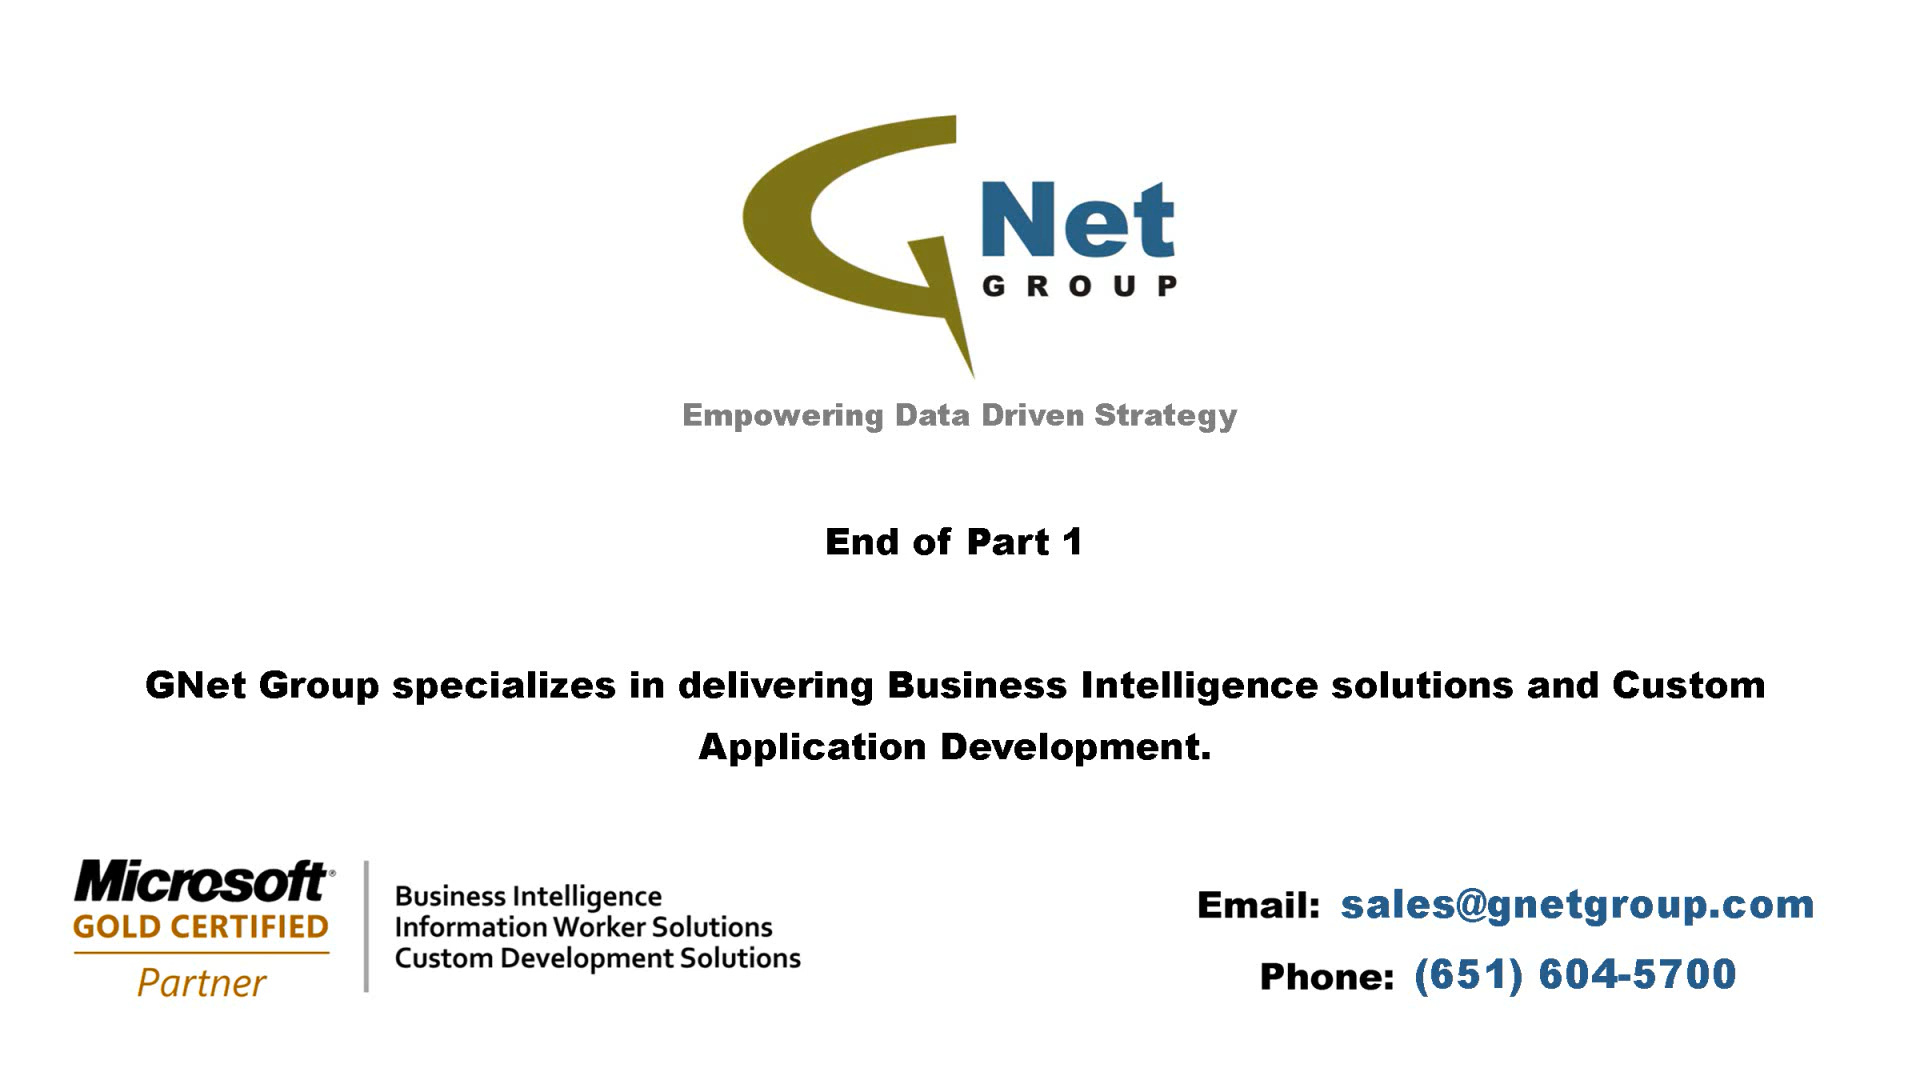 G Net
GROUP
Empowering Data Driven Strategy
End of Part 1
GNet Group specializes in delivering Business Intelligence solutions and Custom
Application Development.
Microsoft®
GOLD CERTIFIED
Partner
Business Intelligence
Information Worker Solutions
Custom Development Solutions
Email: sales@gnetgroup.com
Phone: (651) 604-5700